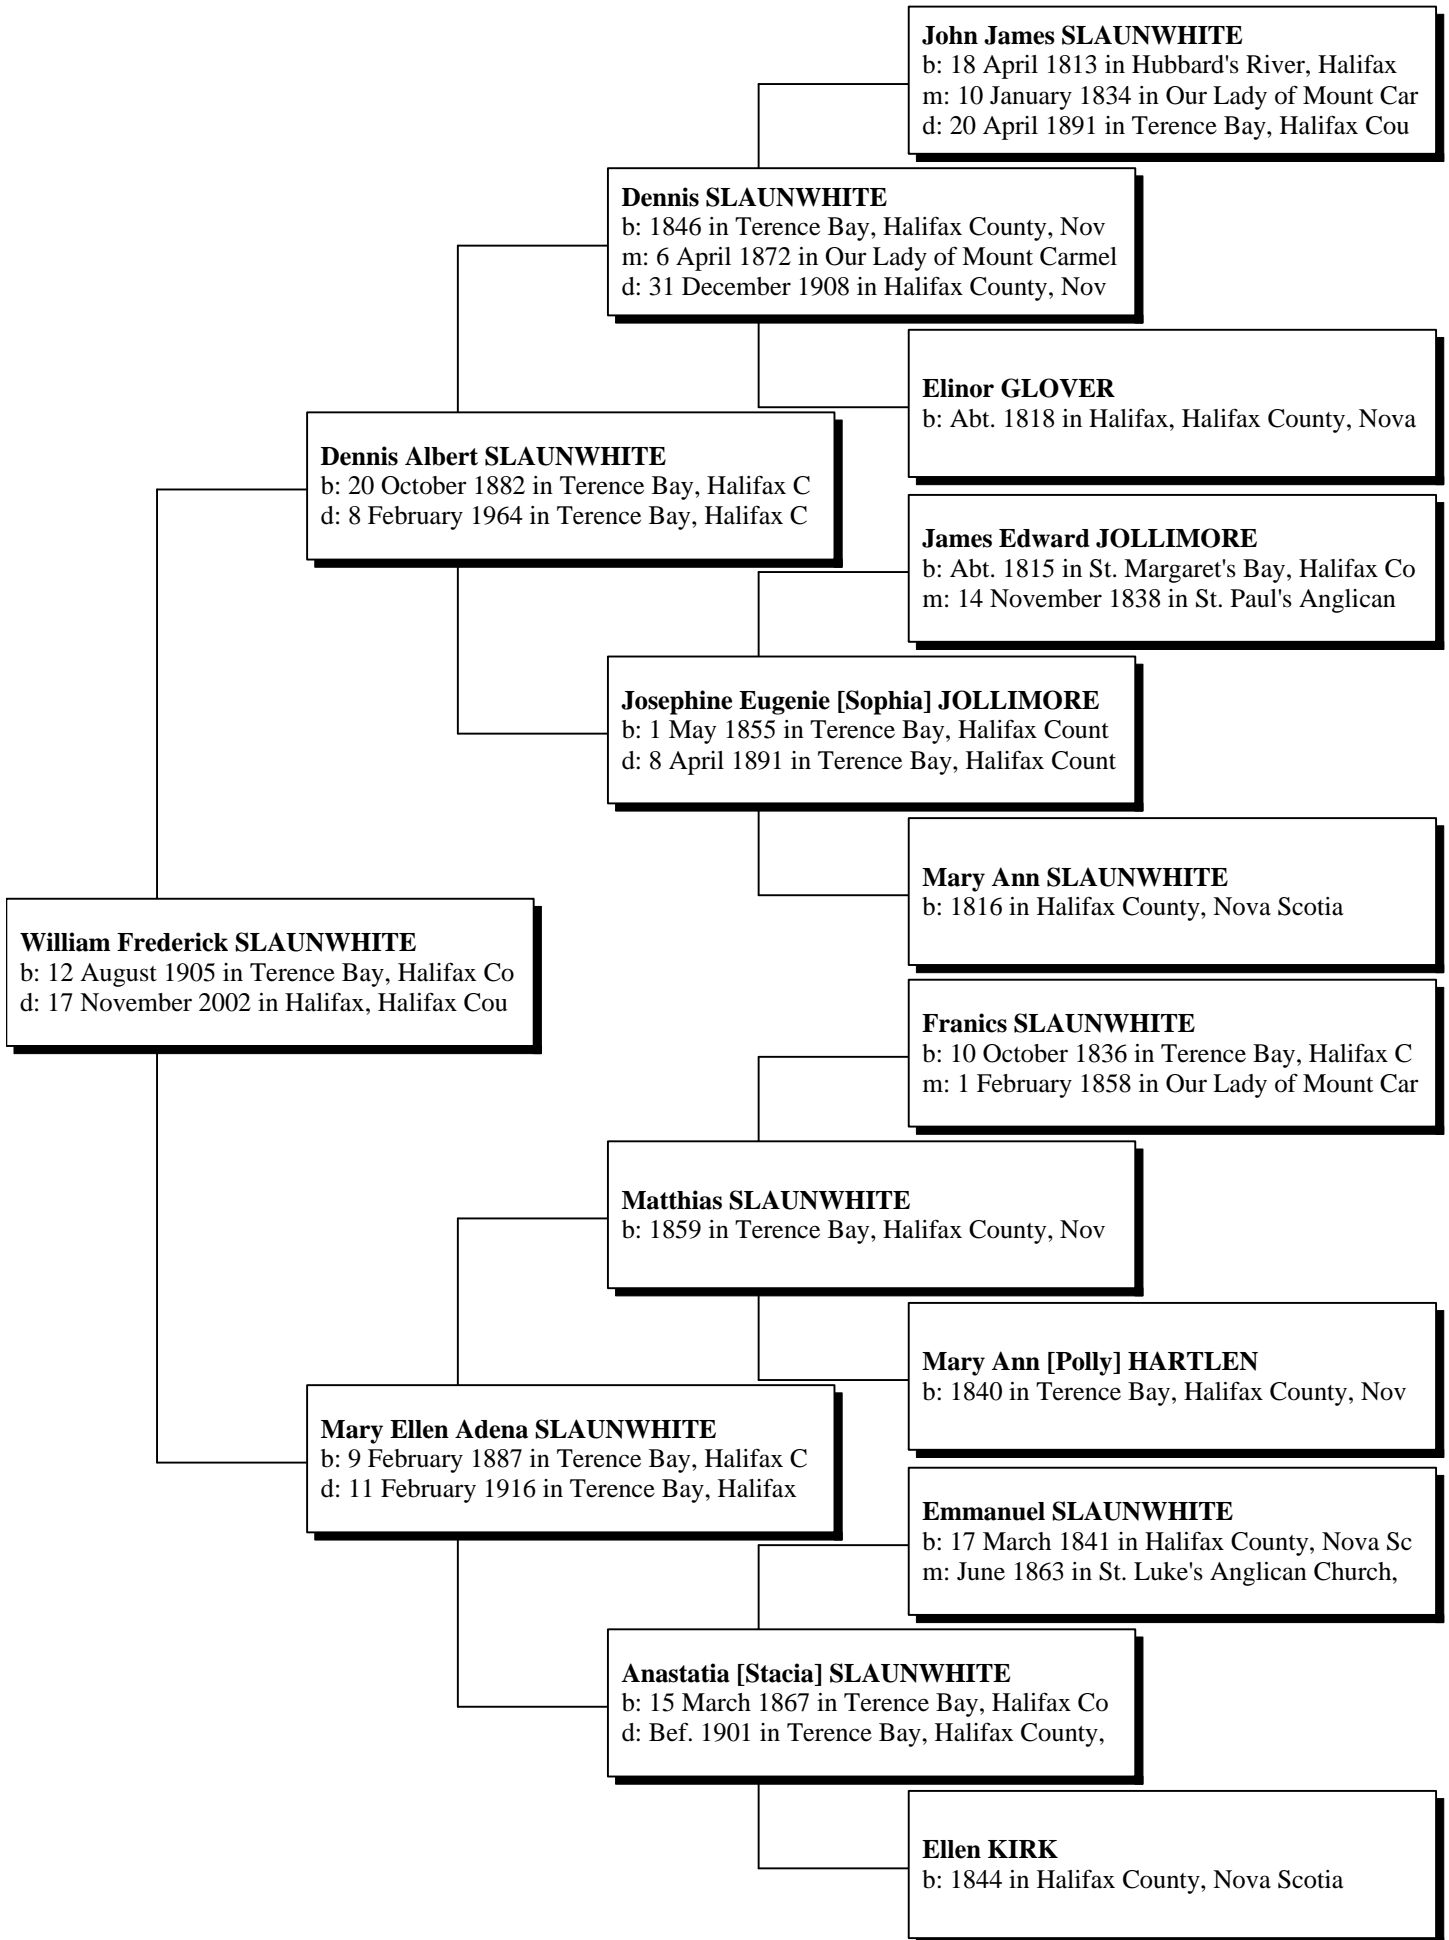 John James SLAUNWHITE
b: 18 April 1813 in Hubbard's River, Halifax
m: 10 January 1834 in Our Lady of Mount Car
d: 20 April 1891 in Terence Bay, Halifax Cou
Dennis SLAUNWHITE
b: 1846 in Terence Bay, Halifax County, Nov
m: 6 April 1872 in Our Lady of Mount Carmel
d: 31 December 1908 in Halifax County, Nov
Elinor GLOVER
b: Abt. 1818 in Halifax, Halifax County, Nova
Dennis Albert SLAUNWHITE
b: 20 October 1882 in Terence Bay, Halifax C
d: 8 February 1964 in Terence Bay, Halifax C
James Edward JOLLIMORE
b: Abt. 1815 in St. Margaret's Bay, Halifax Co
m: 14 November 1838 in St. Paul's Anglican
Josephine Eugenie [Sophia] JOLLIMORE
b: 1 May 1855 in Terence Bay, Halifax Count
d: 8 April 1891 in Terence Bay, Halifax Count
Mary Ann SLAUNWHITE
b: 1816 in Halifax County, Nova Scotia
William Frederick SLAUNWHITE
b: 12 August 1905 in Terence Bay, Halifax Co
d: 17 November 2002 in Halifax, Halifax Cou
Franics SLAUNWHITE
b: 10 October 1836 in Terence Bay, Halifax C
m: 1 February 1858 in Our Lady of Mount Car
Matthias SLAUNWHITE
b: 1859 in Terence Bay, Halifax County, Nov
Mary Ann [Polly] HARTLEN
b: 1840 in Terence Bay, Halifax County, Nov
Mary Ellen Adena SLAUNWHITE
b: 9 February 1887 in Terence Bay, Halifax C
d: 11 February 1916 in Terence Bay, Halifax
Emmanuel SLAUNWHITE
b: 17 March 1841 in Halifax County, Nova Sc
m: June 1863 in St. Luke's Anglican Church,
Anastatia [Stacia] SLAUNWHITE
b: 15 March 1867 in Terence Bay, Halifax Co
d: Bef. 1901 in Terence Bay, Halifax County,
Ellen KIRK
b: 1844 in Halifax County, Nova Scotia